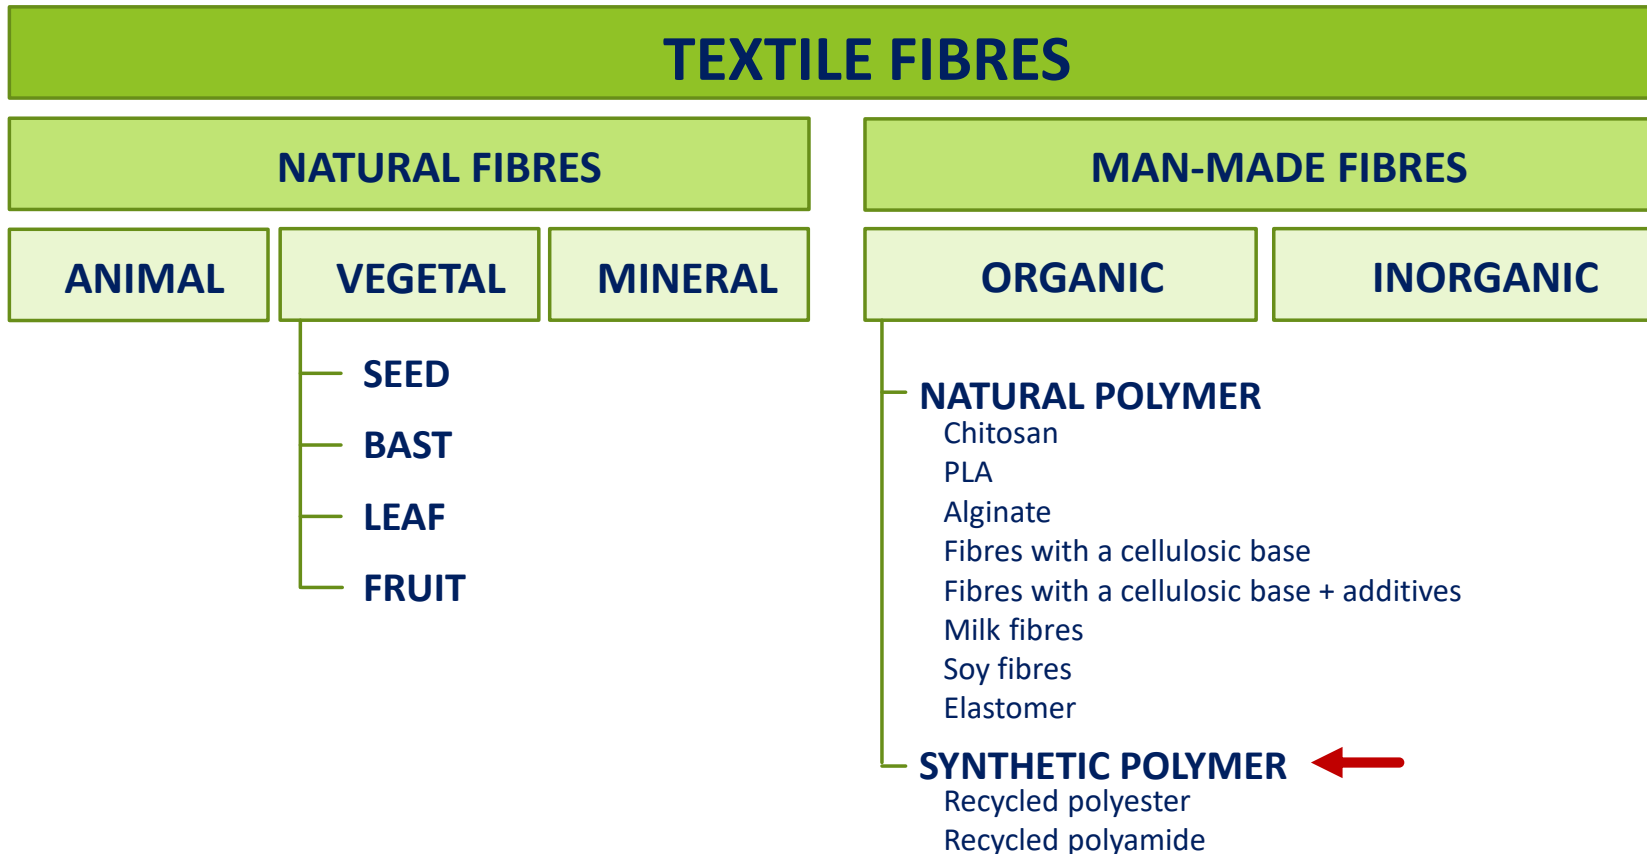 TEXTILE FIBRES
NATURAL FIBRES
MAN-MADE FIBRES
ANIMAL
VEGETAL
MINERAL
ORGANIC
INORGANIC
SEED
BAST
LEAF
FRUIT
NATURAL POLYMER
Chitosan
PLA
Alginate
Fibres with a cellulosic base
Fibres with a cellulosic base + additives
Milk fibres
Soy fibres
Elastomer
SYNTHETIC POLYMER
Recycled polyester
Recycled polyamide